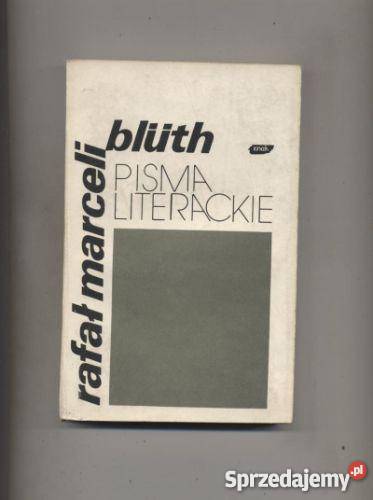 rafał marceli
blüth
znak
PISMA
LITERACKIE
Sprzedajemy.pl